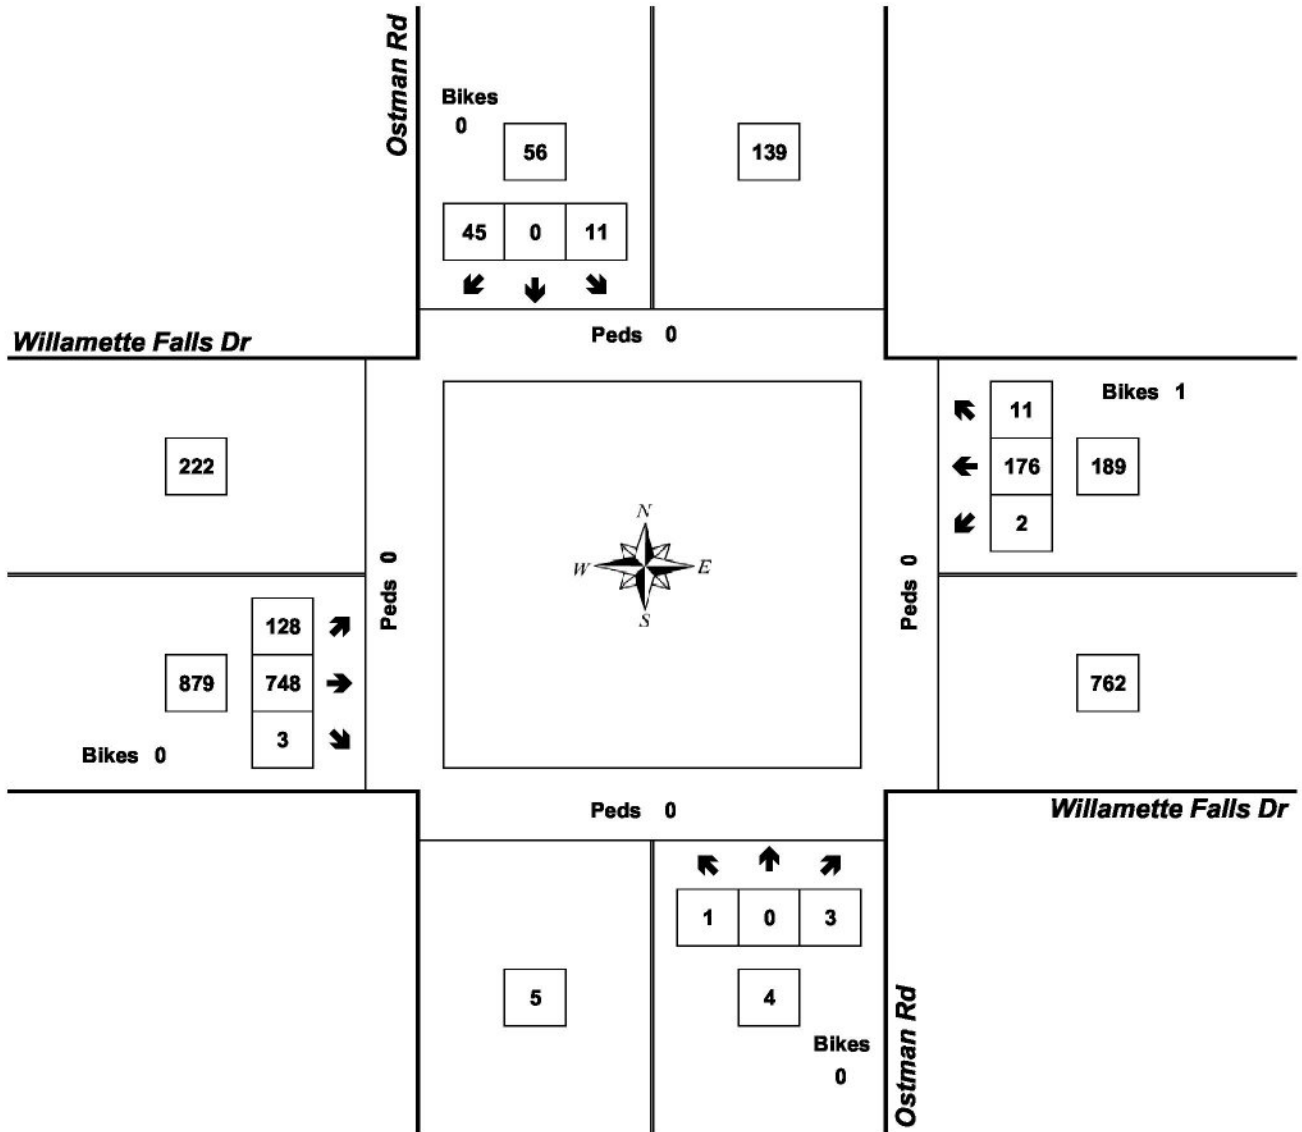 Ostman Rd
Bikes
0
56
139
45 0 11
Peds 0
Willamette Falls Dr
Bikes 1
11
222
176 189
2
N
W E
S
Peds 0
Peds 0
128
879 748
762
3
Bikes 0
Peds 0
Willamette Falls Dr
1 0 3
5
4
Bikes
0
Ostman Rd